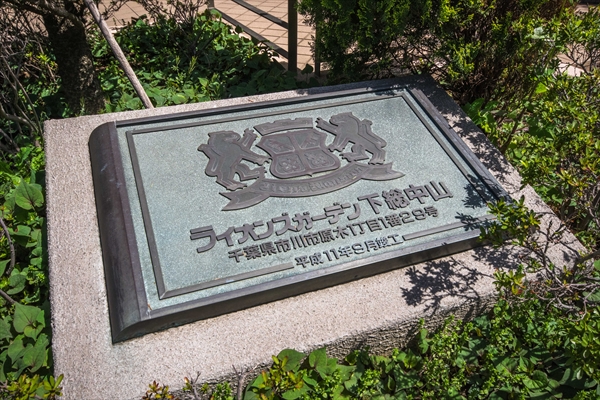 ライオンズガーデン下総中山
千葉県市川市原木1丁目1番29号
平成11年9月竣工